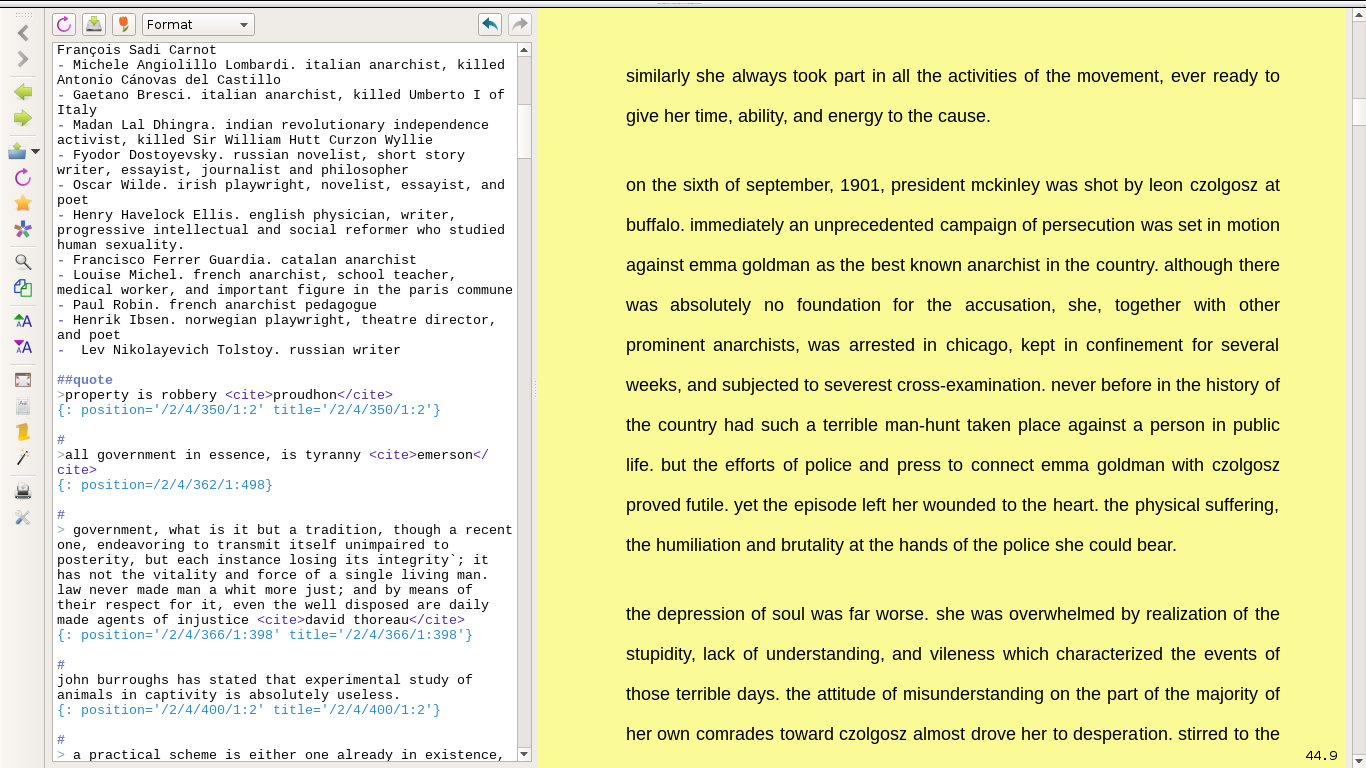 Format
François Sadi Carnot
- Michele Angiolillo Lombardi. italian anarchist, killed
Antonio Cánovas del Castillo
- Gaetano Bresci. italian anarchist, killed Umberto I of
Italy
- Madan Lal Dhingra. indian revolutionary independence
activist, killed Sir William Hutt Curzon Wyllie
- Fyodor Dostoyevsky. russian novelist, short story
writer, essayist, journalist and philosopher
- Oscar Wilde. irish playwright, novelist, essayist, and
poet
- Henry Havelock Ellis. english physician, writer,
progressive intellectual and social reformer who studied
human sexuality.
- Francisco Ferrer Guardia. catalan anarchist
- Louise Michel. french anarchist, school teacher,
medical worker, and important figure in the paris commune
- Paul Robin. french anarchist pedagogue
- Henrik Ibsen. norwegian playwright, theatre director,
and poet
-  Lev Nikolayevich Tolstoy. russian writer
##quote
>property is robbery <cite>proudhon</cite>
{: position='/2/4/350/1:2' title='/2/4/350/1:2'}
#
>all government in essence, is tyranny <cite>emerson</
cite>
{: position=/2/4/362/1:498}
#
> government, what is it but a tradition, though a recent
one, endeavoring to transmit itself unimpaired to
posterity, but each instance losing its integrity`; it
has not the vitality and force of a single living man.
law never made man a whit more just; and by means of
their respect for it, even the well disposed are daily
made agents of injustice <cite>david thoreau</cite>
{: position='/2/4/366/1:398' title='/2/4/366/1:398'}
#
john burroughs has stated that experimental study of
animals in captivity is absolutely useless.
{: position='/2/4/400/1:2' title='/2/4/400/1:2'}
#
> a practical scheme is either one already in existence,
similarly she always took part in all the activities of the movement, ever ready to
give her time, ability, and energy to the cause.
on the sixth of september, 1901, president mckinley was shot by leon czolgosz at
buffalo. immediately an unprecedented campaign of persecution was set in motion
against emma goldman as the best known anarchist in the country. although there
was absolutely no foundation for the accusation, she, together with other
prominent anarchists, was arrested in chicago, kept in confinement for several
weeks, and subjected to severest cross-examination. never before in the history of
the country had such a terrible man-hunt taken place against a person in public
life. but the efforts of police and press to connect emma goldman with czolgosz
proved futile. yet the episode left her wounded to the heart. the physical suffering,
the humiliation and brutality at the hands of the police she could bear.
the depression of soul was far worse. she was overwhelmed by realization of the
stupidity, lack of understanding, and vileness which characterized the events of
those terrible days. the attitude of misunderstanding on the part of the majority of
her own comrades toward czolgosz almost drove her to desperation. stirred to the
44.9